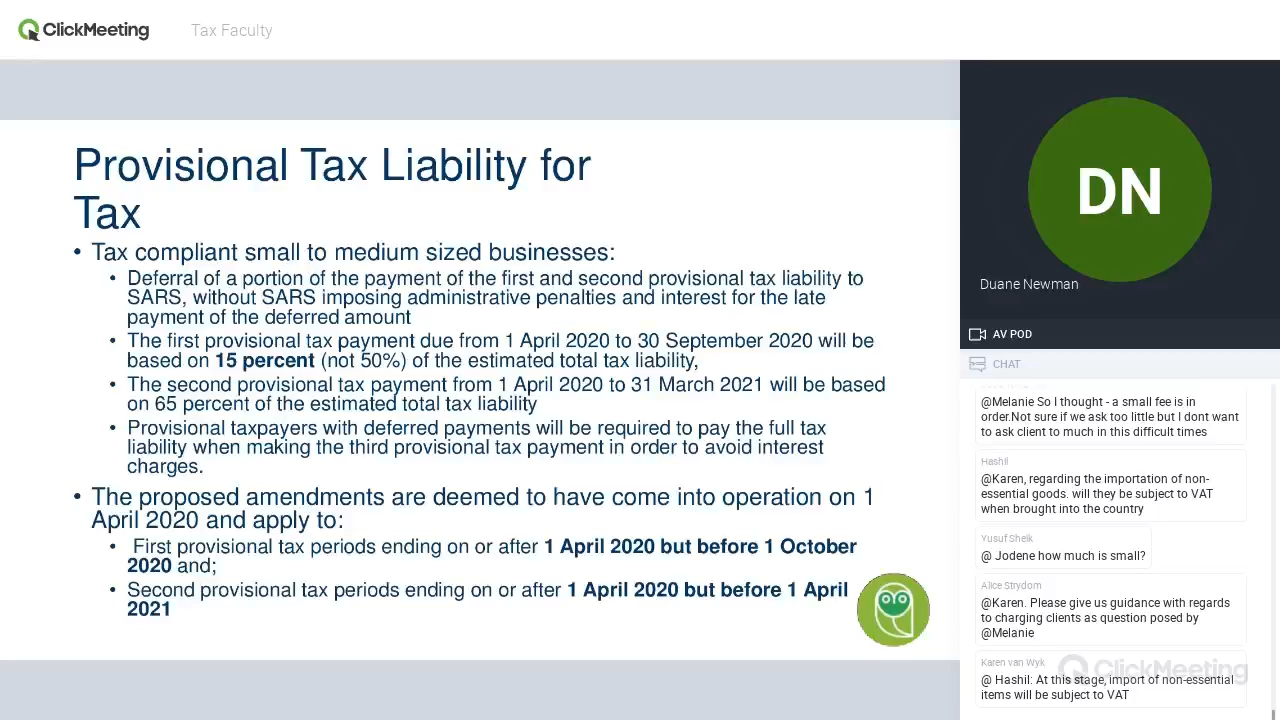 ClickMeeting
Tax Faculty
Provisional Tax Liability for
Tax
• Tax compliant small to medium sized businesses:
• Deferral of a portion of the payment of the first and second provisional tax liability to
SARS, without SARS imposing administrative penalties and interest for the late
payment of the deferred amount
• The first provisional tax payment due from 1 April 2020 to 30 September 2020 will be
based on 15 percent (not 50%) of the estimated total tax liability,
• The second provisional tax payment from 1 April 2020 to 31 March 2021 will be based
on 65 percent of the estimated total tax liability
• Provisional taxpayers with deferred payments will be required to pay the full tax
liability when making the third provisional tax payment in order to avoid interest
charges.
• The proposed amendments are deemed to have come into operation on 1
April 2020 and apply to:
• First provisional tax periods ending on or after 1 April 2020 but before 1 October
2020 and;
• Second provisional tax periods ending on or after 1 April 2020 but before 1 April
2021
DN
Duane Newman
AV POD
CHAT
@Melanie So I thought - a small fee is in
order.Not sure if we ask too little but I dont want
to ask client to much in this difficult times
Hashil
@Karen, regarding the importation of non-
essential goods. will they be subject to VAT
when brought into the country
Yusuf Sheik
@ Jodene how much is small?
Alice Strydom
@Karen. Please give us guidance with regards
to charging clients as question posed by
@Melanie
Karen van Wyk
@ Hashil: At this stage, import of non-essential
items will be subject to VAT
ClickMeeting